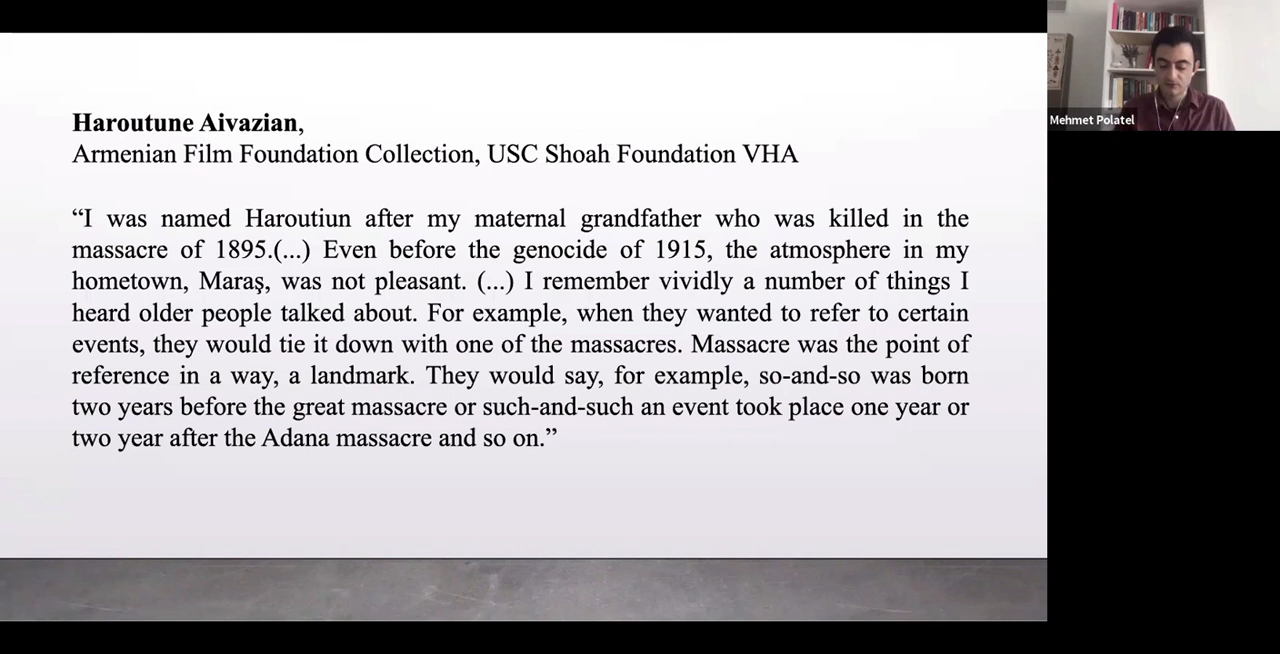 Haroutune Aivazian,
Armenian Film Foundation Collection, USC Shoah Foundation VHA
“I was named Haroutiun after my maternal grandfather who was killed in the
massacre of 1895.(...) Even before the genocide of 1915, the atmosphere in my
hometown, Maraş, was not pleasant. (...) I remember vividly a number of things I
heard older people talked about. For example, when they wanted to refer to certain
events, they would tie it down with one of the massacres. Massacre was the point of
reference in a way, a landmark. They would say, for example, so-and-so was born
two years before the great massacre or such-and-such an event took place one year or
two year after the Adana massacre and so on.”
Mehmet Polatel